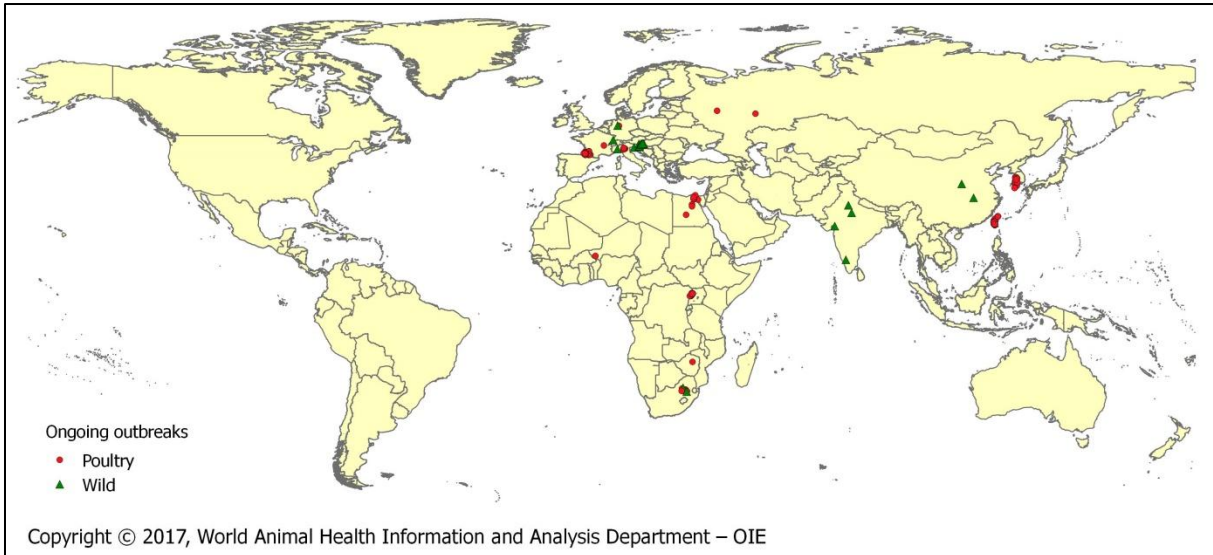 Ongoing outbreaks
Poultry
Wild
Copyright © 2017, World Animal Health Information and Analysis Department – OIE